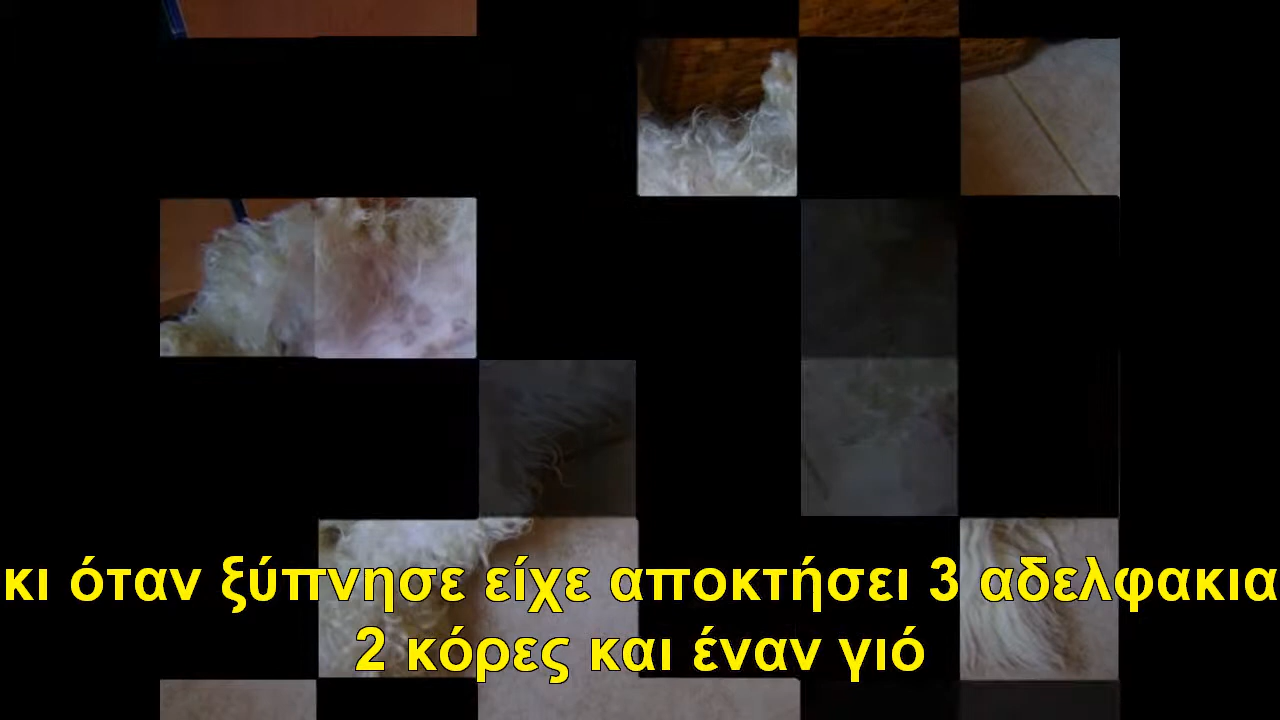 κι όταν ξύπνησε είχε αποκτήσει 3 αδελφακια
2 κόρες και έναν γιό